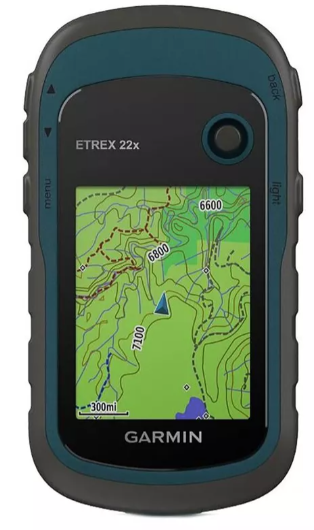 back
ETREX 22x
menu
light
6600
6800
7100
300mi
GARMIN